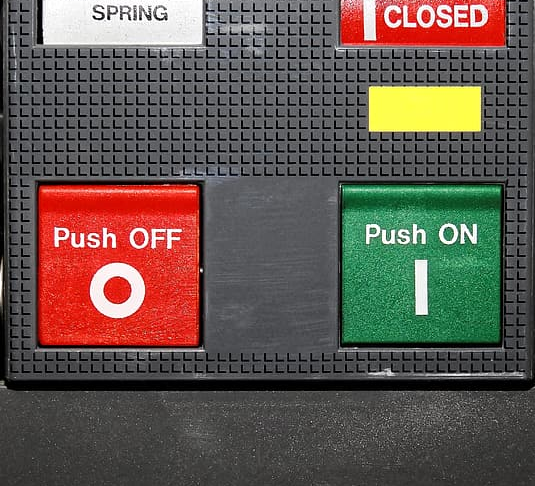 SPRING
I CLOSED
Push OFF
O
Push ON
I